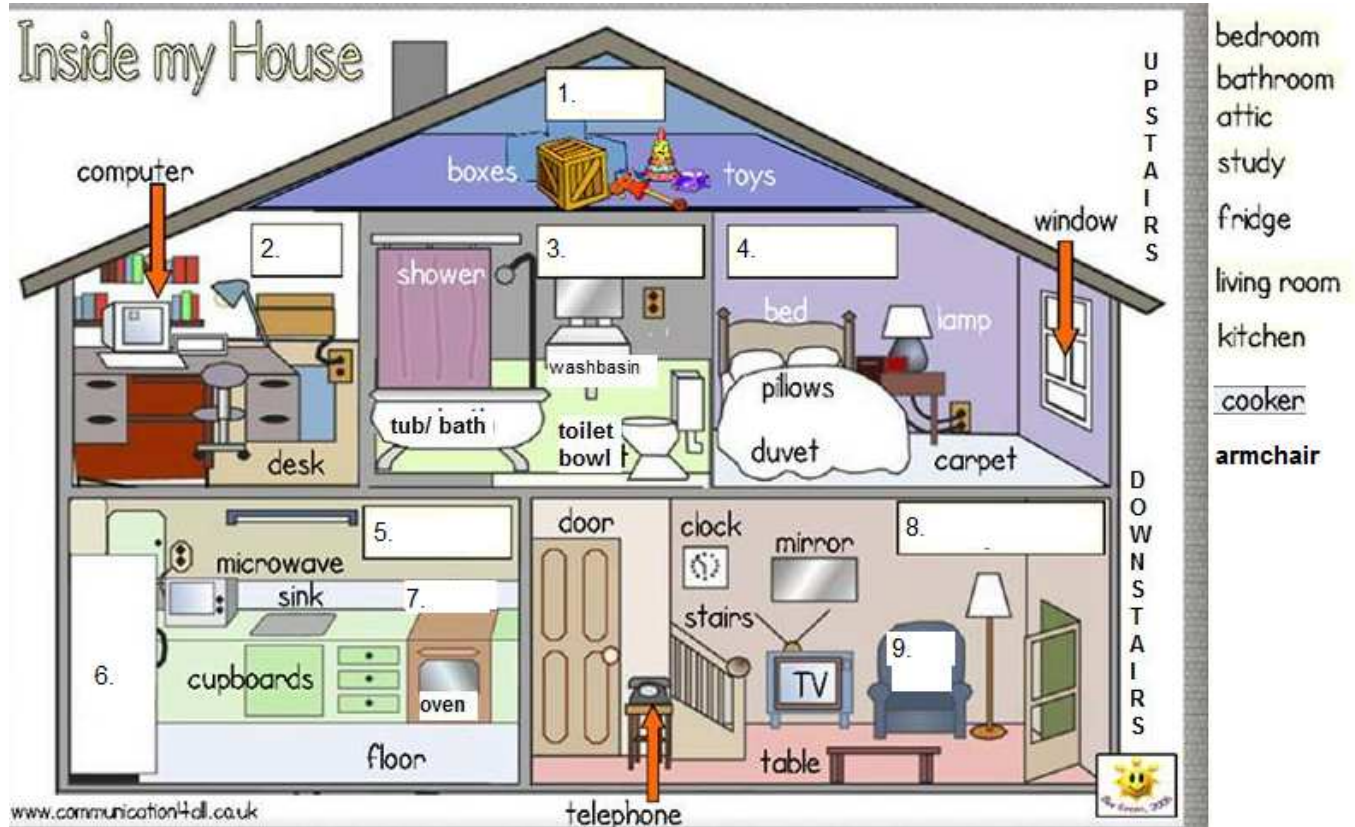 Inside my House
1.
boxes
toys
computer
window
2.
desk
3.
shower
washbasin
tub/ bath
toilet
bowl
4.
bed
lamp
pillows
duvet
carpet
5.
microwave
sink
6.
7.
cupboards
oven
floor
door
clock
mirror
stairs
8.
TV
9.
table
telephone
UPSTAIRS
DOWNSTAIRS
bedroom
bathroom
attic
study
fridge
living room
kitchen
cooker
armchair
www.communication4all.co.uk